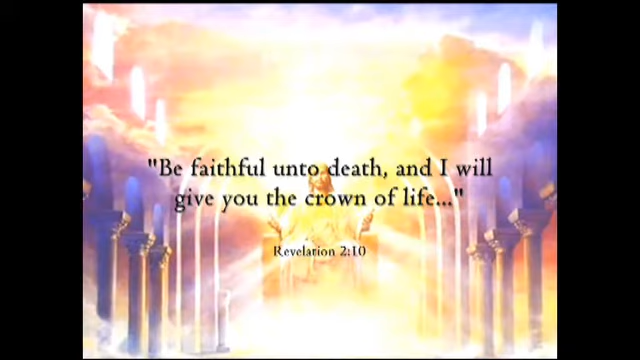 "Be faithful unto death, and I will
give you the crown of life..."
Revelation 2:10